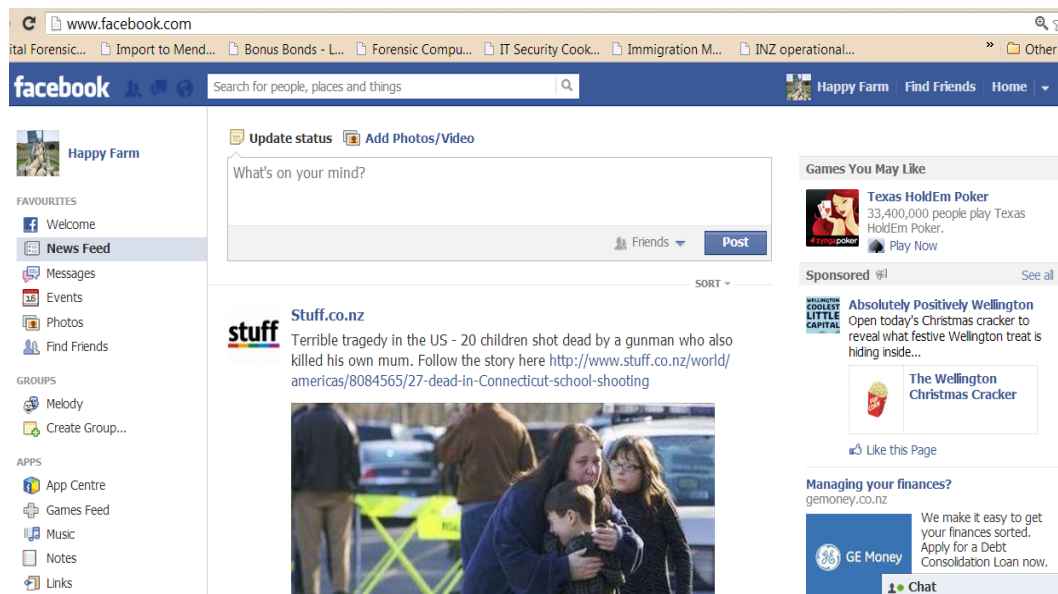 www.facebook.com
ital Forensic... Import to Mend... Bonus Bonds - L... Forensic Compu... IT Security Cook... Immigration M... INZ operational... » Other
facebook
Search for people, places and things
Happy Farm Find Friends Home
Happy Farm
FAVOURITES
Welcome
News Feed
Messages
16 Events
Photos
Find Friends
GROUPS
Melody
Create Group...
APPS
App Centre
Games Feed
Music
Notes
Links
Update status Add Photos/Video
What's on your mind?
Friends Post
SORT
stuff
Stuff.co.nz
Terrible tragedy in the US - 20 children shot dead by a gunman who also
killed his own mum. Follow the story here http://www.stuff.co.nz/world/
americas/8084565/27-dead-in-Connecticut-school-shooting
Games You May Like
zynga poker
Texas HoldEm Poker
33,400,000 people play Texas
HoldEm Poker.
Play Now
Sponsored See all
WELLINGTON
COOLEST
LITTLE
CAPITAL
Absolutely Positively Wellington
Open today's Christmas cracker to
reveal what festive Wellington treat is
hiding inside...
POP
CORN
The Wellington
Christmas Cracker
Like this Page
Managing your finances?
gemoney.co.nz
GE Money
We make it easy to get
your finances sorted.
Apply for a Debt
Consolidation Loan now.
Chat